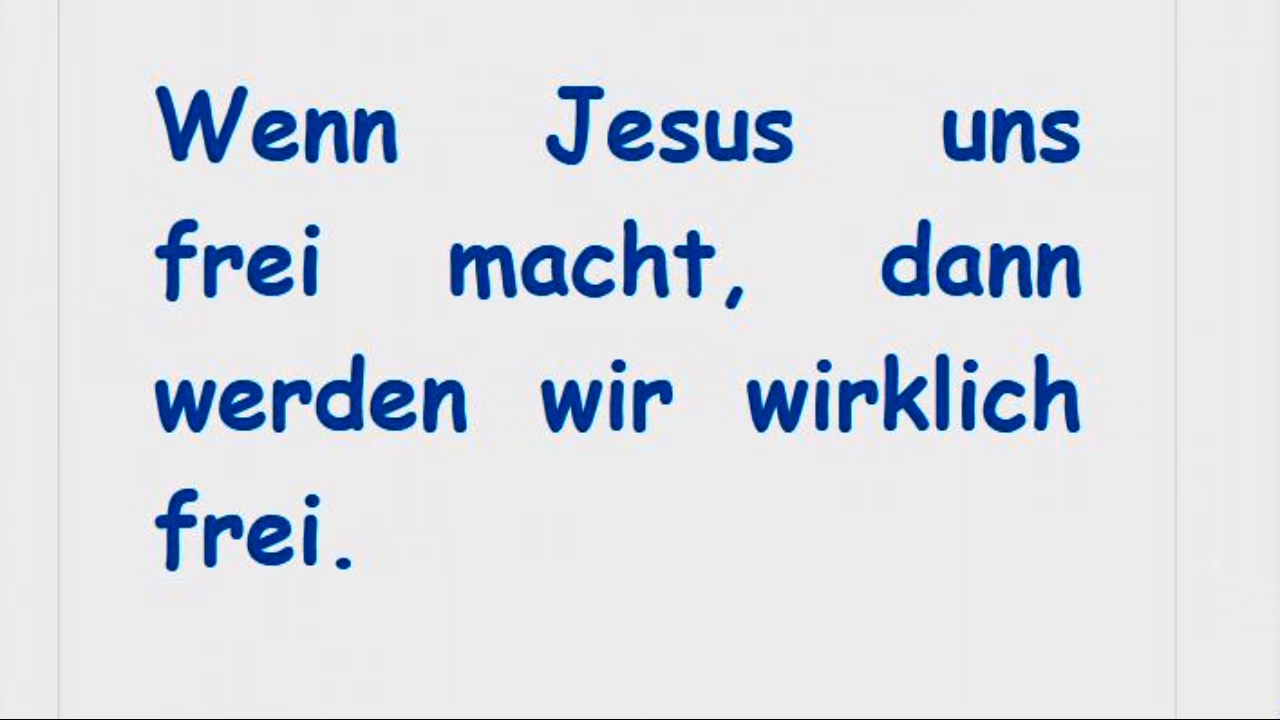 Wenn Jesus uns
frei macht, dann
werden wir wirklich
frei.